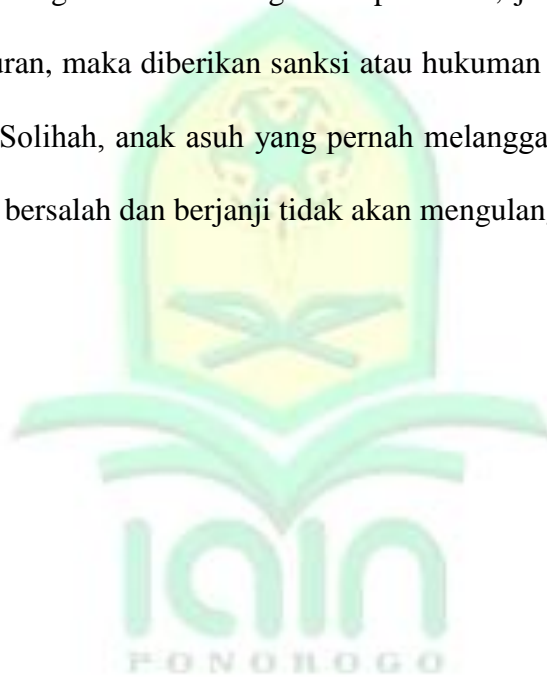 uran, maka diberikan sanksi atau hukuman
Solihah, anak asuh yang pernah melangga
bersalah dan berjanji tidak akan mengulang
iain
PONOROGO